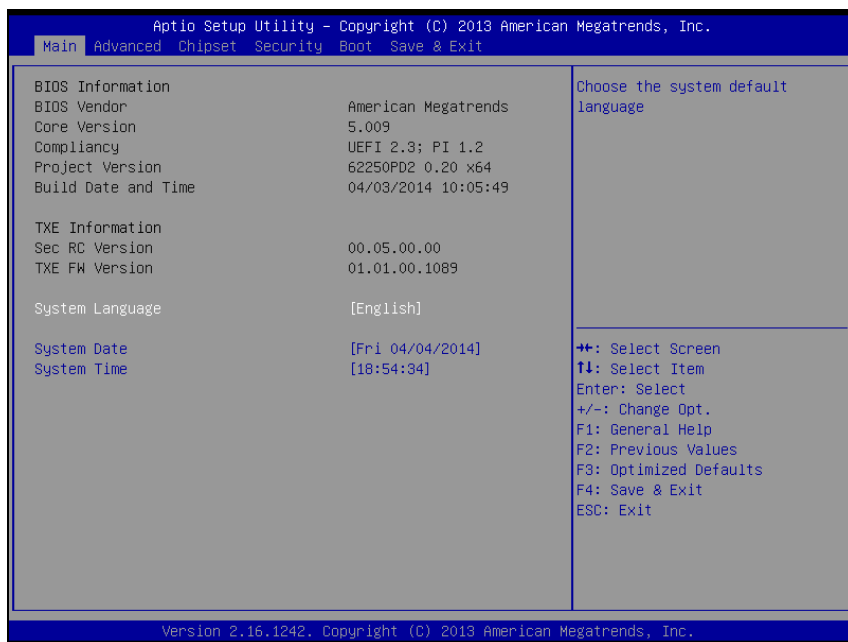 Aptio Setup Utility – Copyright (C) 2013 American Megatrends, Inc.
Main Advanced Chipset Security Boot Save & Exit
BIOS Information
BIOS Vendor American Megatrends
Core Version 5.009
Compliancy UEFI 2.3; PI 1.2
Project Version 62250PD2 0.20 x64
Build Date and Time 04/03/2014 10:05:49
TXE Information
Sec RC Version 00.05.00.00
TXE FW Version 01.01.00.1089
System Language [English]
System Date [Fri 04/04/2014]
System Time [18:54:34]
Choose the system default
language
→←: Select Screen
↑↓: Select Item
Enter: Select
+/-: Change Opt.
F1: General Help
F2: Previous Values
F3: Optimized Defaults
F4: Save & Exit
ESC: Exit
Version 2.16.1242. Copyright (C) 2013 American Megatrends, Inc.